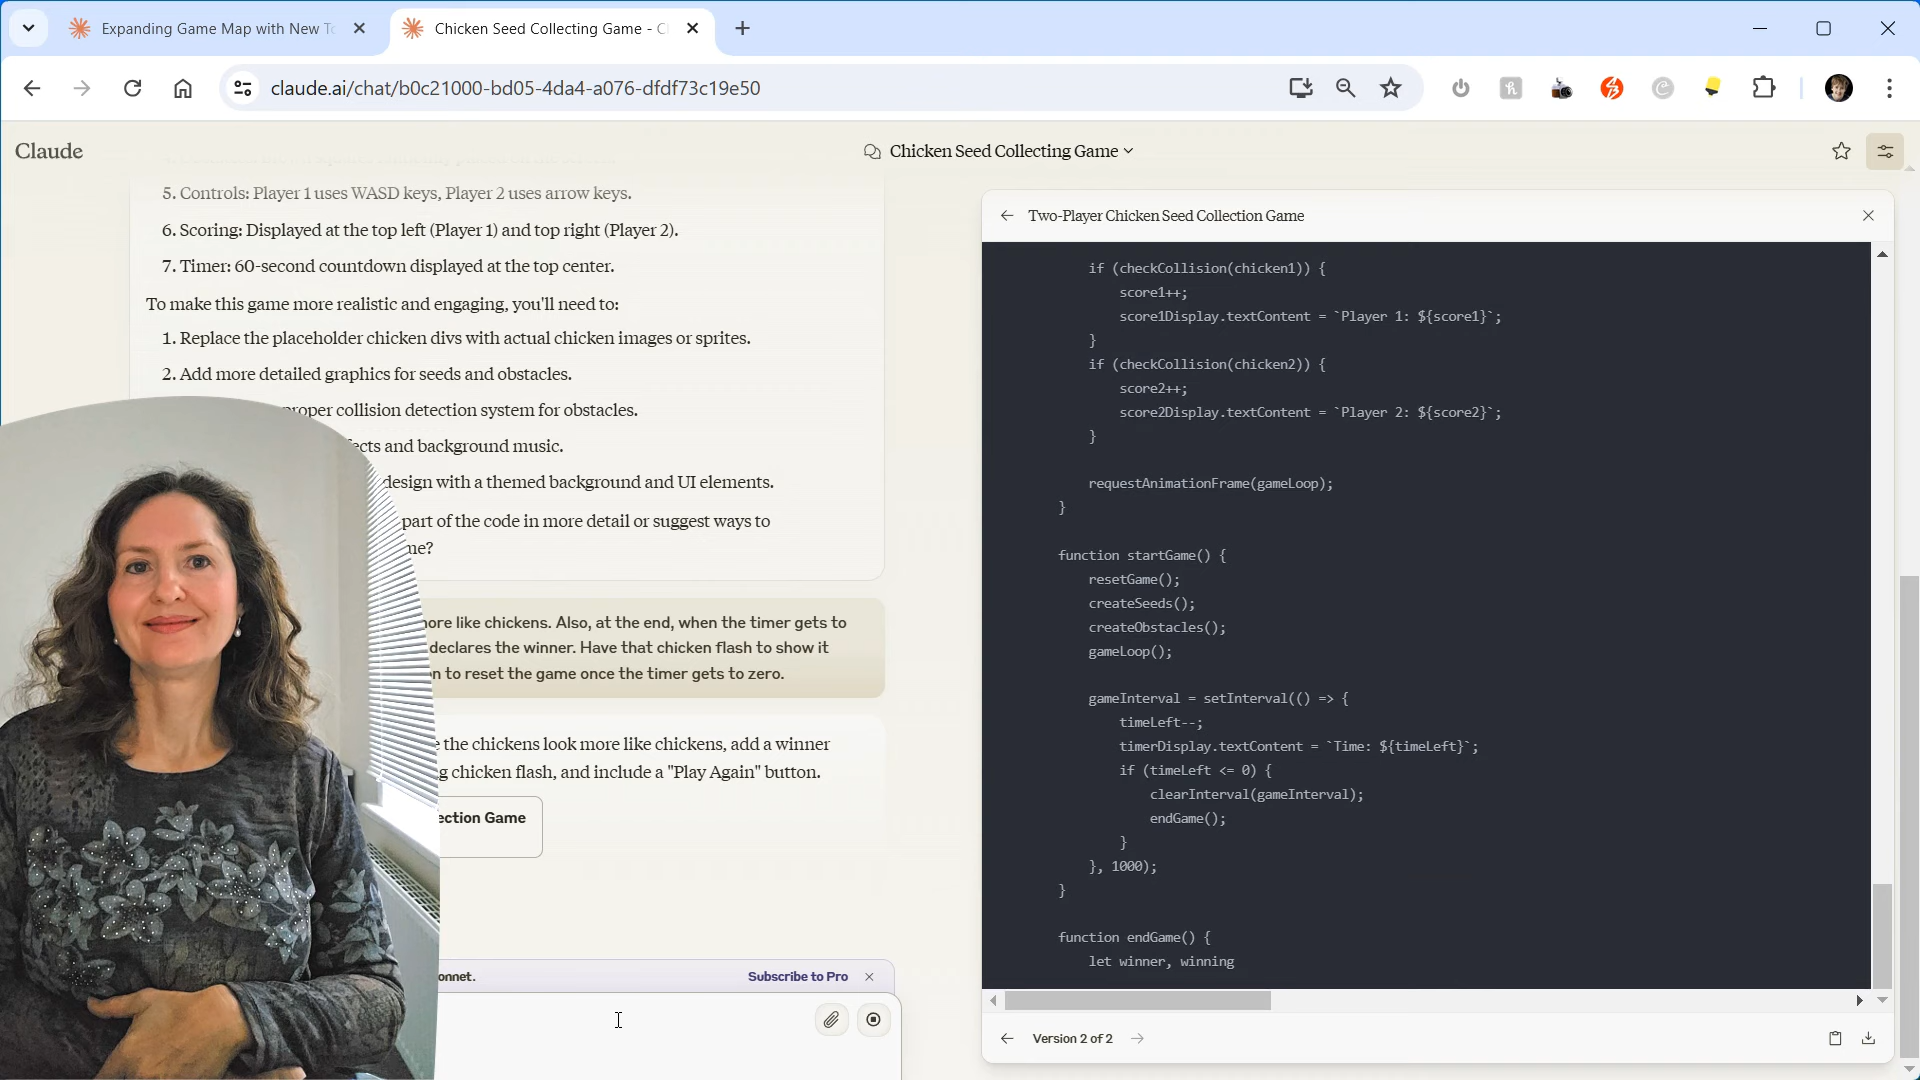 Expanding Game Map with New T
Chicken Seed Collecting Game - C
claude.ai/chat/b0c21000-bd05-4da4-a076-dfdf73c19e50
Claude
Chicken Seed Collecting Game
5. Controls: Player 1 uses WASD keys, Player 2 uses arrow keys.
6. Scoring: Displayed at the top left (Player 1) and top right (Player 2).
7. Timer: 60-second countdown displayed at the top center.
To make this game more realistic and engaging, you'll need to:
1. Replace the placeholder chicken divs with actual chicken images or sprites.
2. Add more detailed graphics for seeds and obstacles.
proper collision detection system for obstacles.
ects and background music.
design with a themed background and UI elements.
part of the code in more detail or suggest ways to
me?
more like chickens. Also, at the end, when the timer gets to
declares the winner. Have that chicken flash to show it
n to reset the game once the timer gets to zero.
e the chickens look more like chickens, add a winner
g chicken flash, and include a "Play Again" button.
ection Game
onnet.
Subscribe to Pro
Two-Player Chicken Seed Collection Game
if (checkCollision(chicken1)) {
score1++;
score1Display.textContent = `Player 1: ${score1}`;
}
if (checkCollision(chicken2)) {
score2++;
score2Display.textContent = `Player 2: ${score2}`;
}
requestAnimationFrame(gameLoop);
}
function startGame() {
resetGame();
createSeeds();
createObstacles();
gameLoop();
gameInterval = setInterval(() => {
timeLeft--;
timerDisplay.textContent = `Time: ${timeLeft}`;
if (timeLeft <= 0) {
clearInterval(gameInterval);
endGame();
}
}, 1000);
}
function endGame() {
let winner, winning
Version 2 of 2